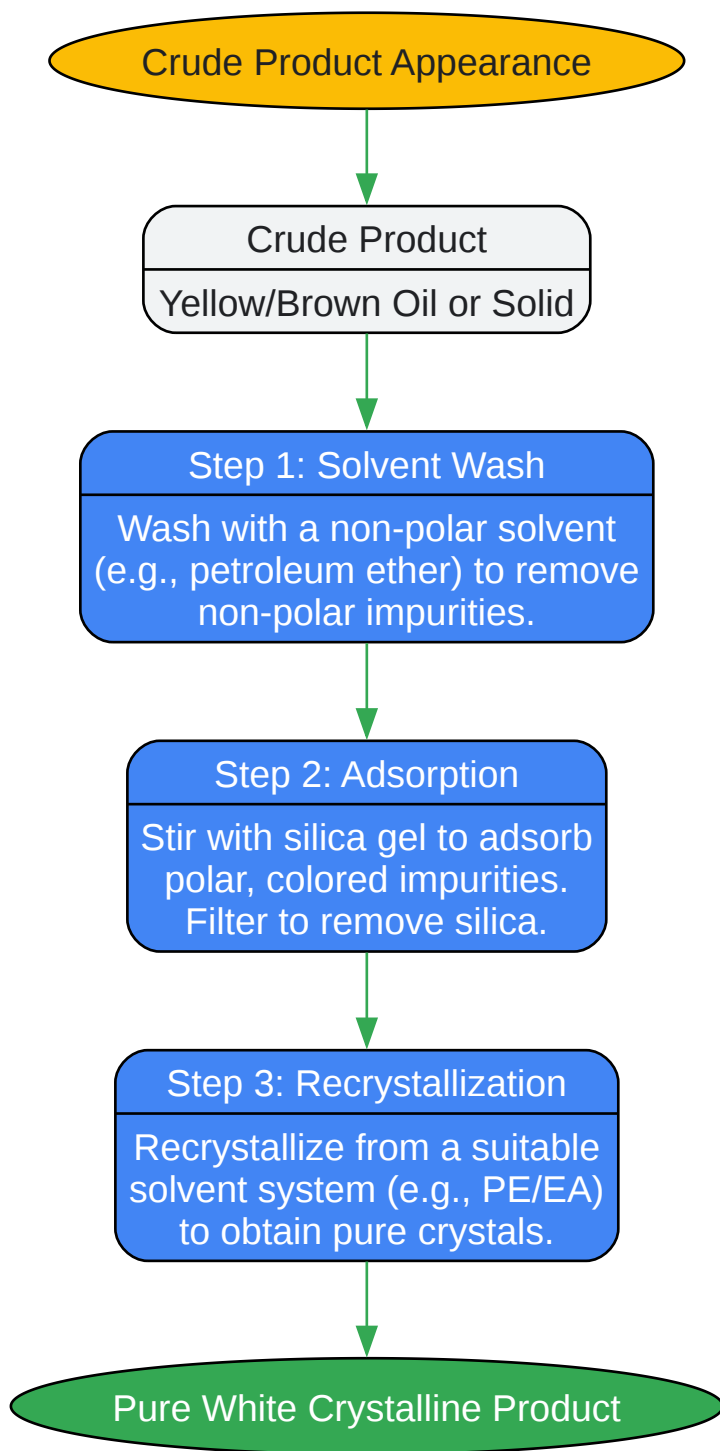 Crude Product Appearance
Crude Product
Yellow/Brown Oil or Solid
Step 1: Solvent Wash
Wash with a non-polar solvent
(e.g., petroleum ether) to remove
non-polar impurities.
Step 2: Adsorption
Stir with silica gel to adsorb
polar, colored impurities.
Filter to remove silica.
Step 3: Recrystallization
Recrystallize from a suitable
solvent system (e.g., PE/EA)
to obtain pure crystals.
Pure White Crystalline Product